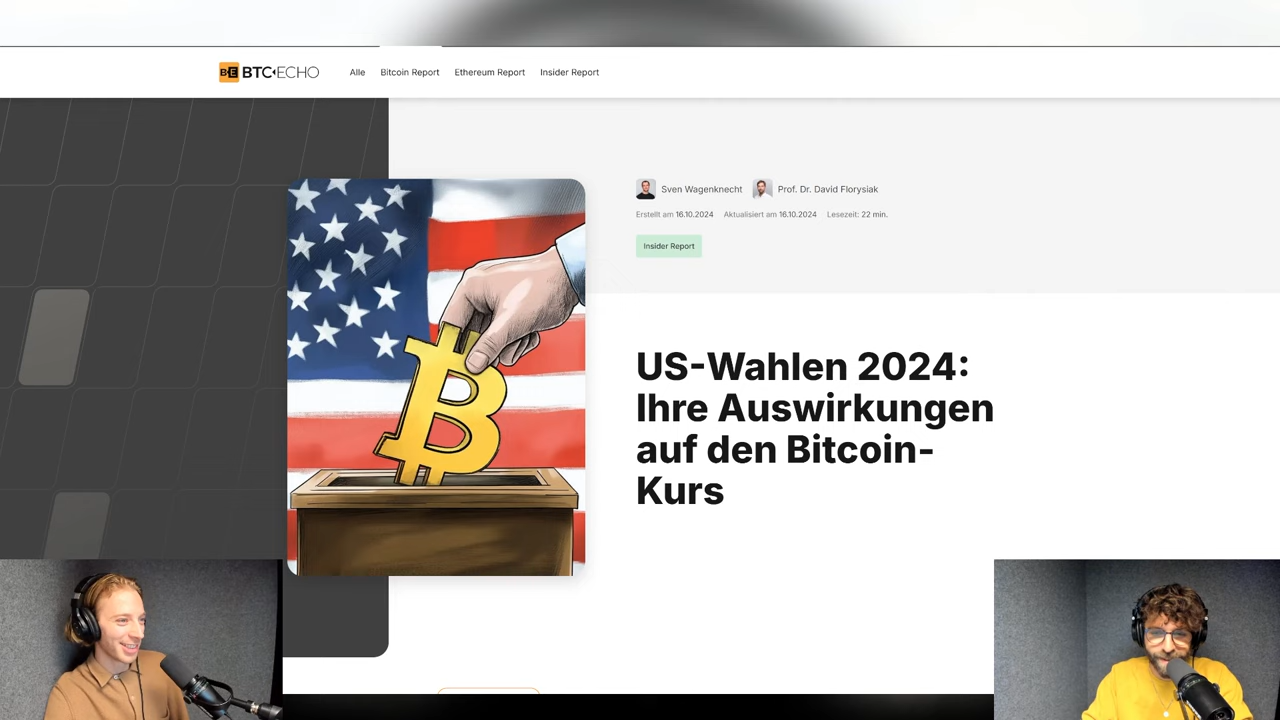 BE BTC-ECHO
Alle
Bitcoin Report
Ethereum Report
Insider Report
Sven Wagenknecht
Prof. Dr. David Florysiak
Erstellt am 16.10.2024
Aktualisiert am 16.10.2024
Lesezeit: 22 min.
Insider Report
US-Wahlen 2024:
Ihre Auswirkungen
auf den Bitcoin-
Kurs